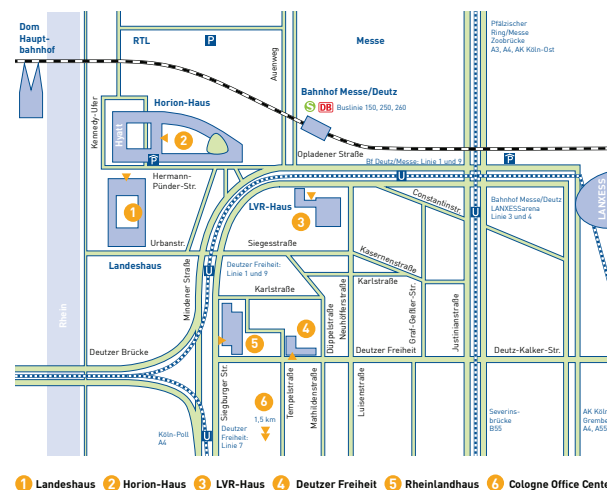 Dom
Haupt-
bahnhof
RTL
P
Messe
Pfälzischer
Ring/Messe
Zoobrücke
A3, A4, AK Köln-Ost
Auenweg
Bahnhof Messe/Deutz
S DB Buslinie 150, 250, 260
Kennedy-Ufer
Horion-Haus
Hyatt
2
P
Opladener Straße
Bf Deutz/Messe: Linie 1 und 9
P
U
Hermann-
Pünder-Str.
1
LVR-Haus
3
Constantinstr.
U
Bahnhof Messe/Deutz
LANXESSarena
Linie 3 und 4
LANXESS
Urbanstr.
Siegesstraße
Landeshaus
Mindener Straße
U
Deutzer Freiheit:
Linie 1 und 9
Kasernenstraße
Karlstraße
Karlstraße
Rhein
Düppelstraße
Neuhöfferstraße
Graf-Geßler-Str.
Justinianstraße
4
5
Deutzer Brücke
Deutzer Freiheit
Deutz-Kalker-Str.
Siegburger Str.
6
1,5 km
Tempelstraße
Mathildenstraße
Luisenstraße
Köln-Poll
A4
U
Deutzer
Freiheit:
Linie 7
Severins-
brücke
B55
AK Köln
Grembe
A4, A55
1 Landeshaus 2 Horion-Haus 3 LVR-Haus 4 Deutzer Freiheit 5 Rheinlandhaus 6 Cologne Office Cente